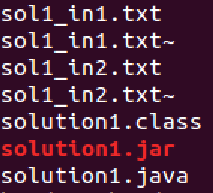 sol1_in1.txt
sol1_in1.txt~
sol1_in2.txt
sol1_in2.txt~
solution1.class
solution1.jar
solution1.java